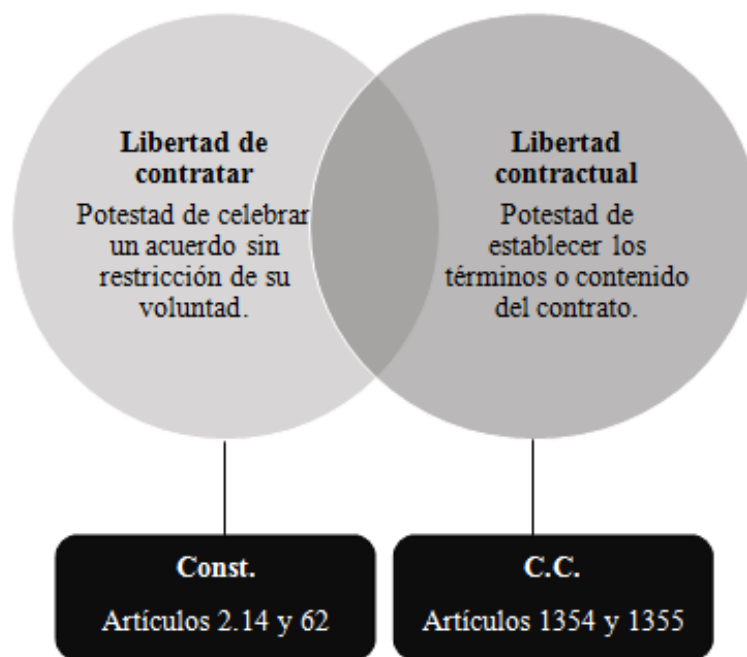 Libertad de
contratar
Potestad de celebrar
un acuerdo sin
restricción de su
voluntad.
Libertad
contractual
Potestad de
establecer los
términos o contenido
del contrato.
Const.
Artículos 2.14 y 62
C.C.
Artículos 1354 y 1355